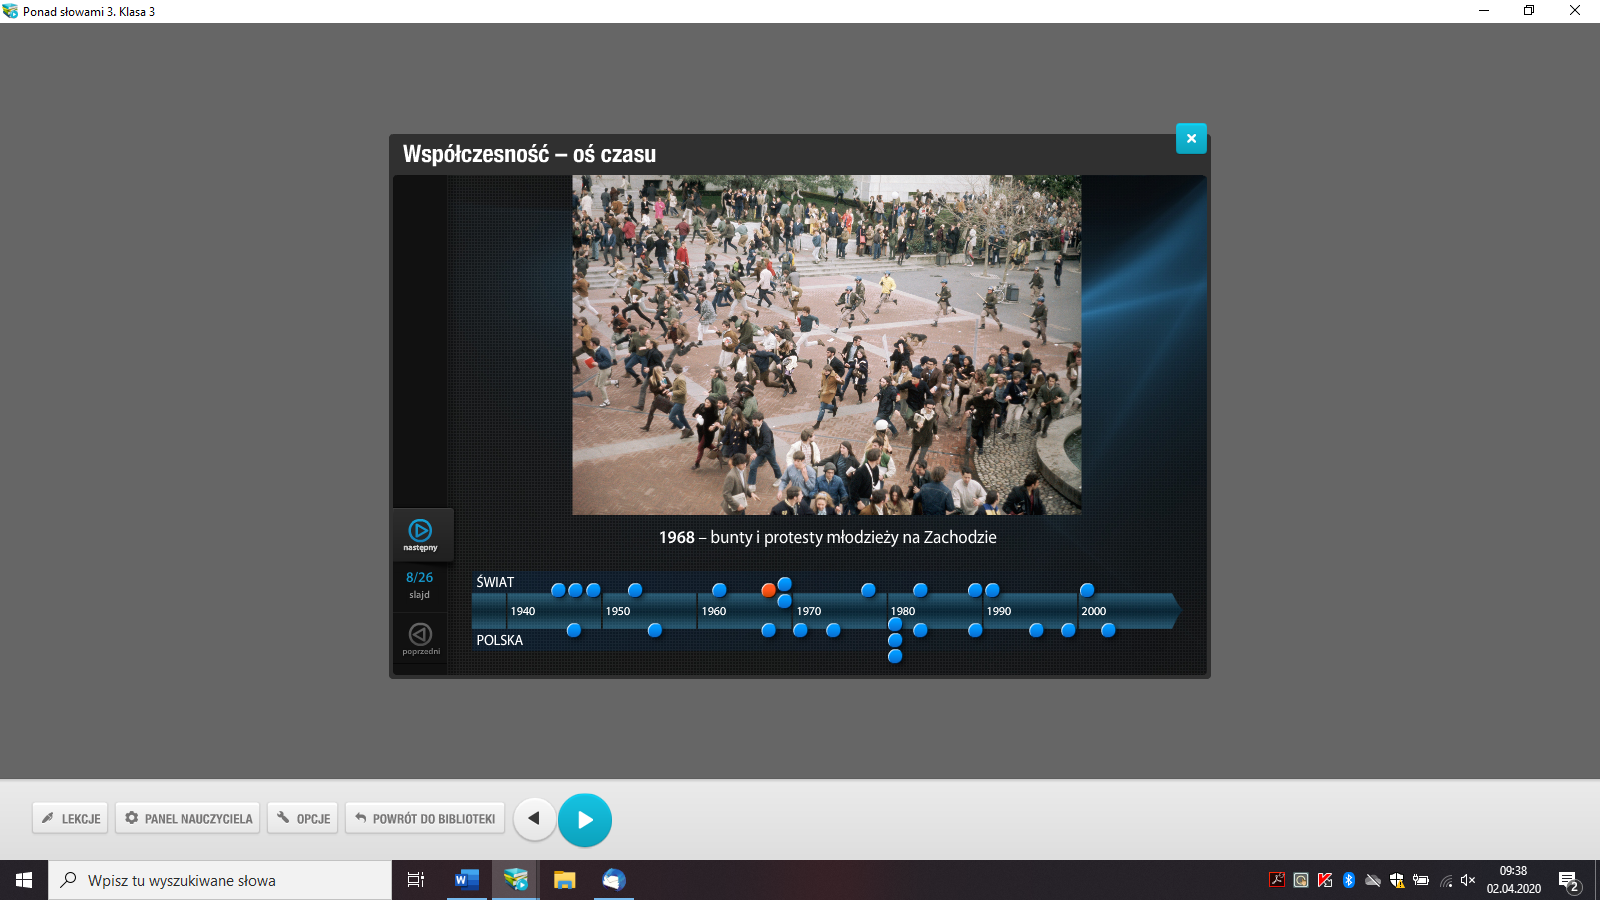 Ponad słowami 3. Klasa 3
Współczesność – oś czasu
1968 – bunty i protesty młodzieży na Zachodzie
następny
8/26
slajd
poprzedni
ŚWIAT
1940 1950 1960 1970 1980 1990 2000
POLSKA
LEKCJE PANEL NAUCZYCIELA OPCJE POWRÓT DO BIBLIOTEKI
Wpisz tu wyszukiwane słowa
09:38
02.04.2020
2